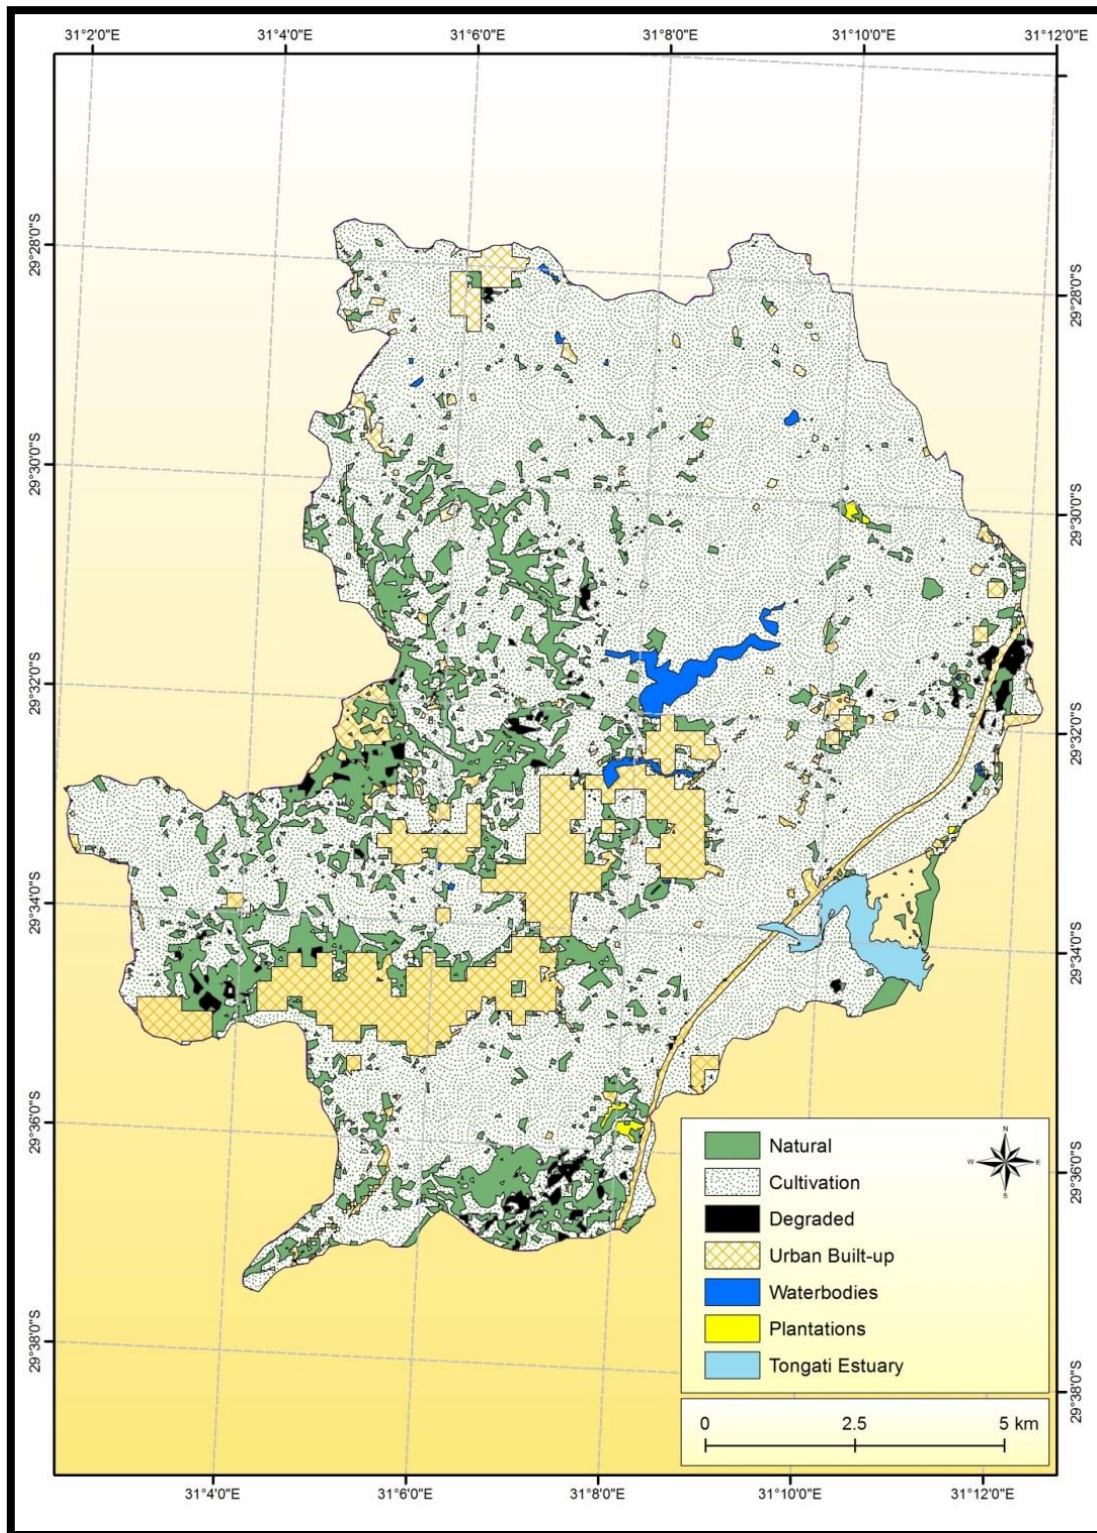 31°2'0"E 31°4'0"E 31°6'0"E 31°8'0"E 31°10'0"E 31°12'0"E
29°28'0"S
29°28'0"S
29°30'0"S
29°30'0"S
29°32'0"S
29°32'0"S
29°34'0"S
29°34'0"S
29°36'0"S
29°36'0"S
29°38'0"S
29°38'0"S
Natural
Cultivation
Degraded
Urban Built-up
Waterbodies
Plantations
Tongati Estuary
N
W E
S
0 2.5 5 km
31°4'0"E 31°6'0"E 31°8'0"E 31°10'0"E 31°12'0"E